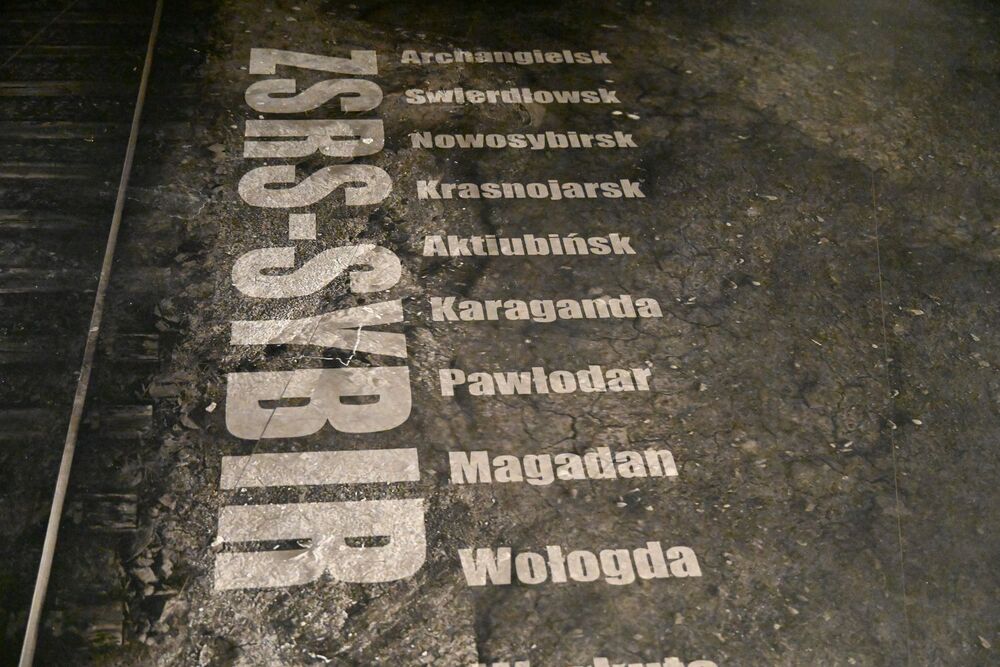 ZSRS-SYBIR
Archangielsk
Swierdłowsk
Nowosybirsk
Krasnojarsk
Aktiubińsk
Karaganda
Pawłodar
Magadan
Wołogda